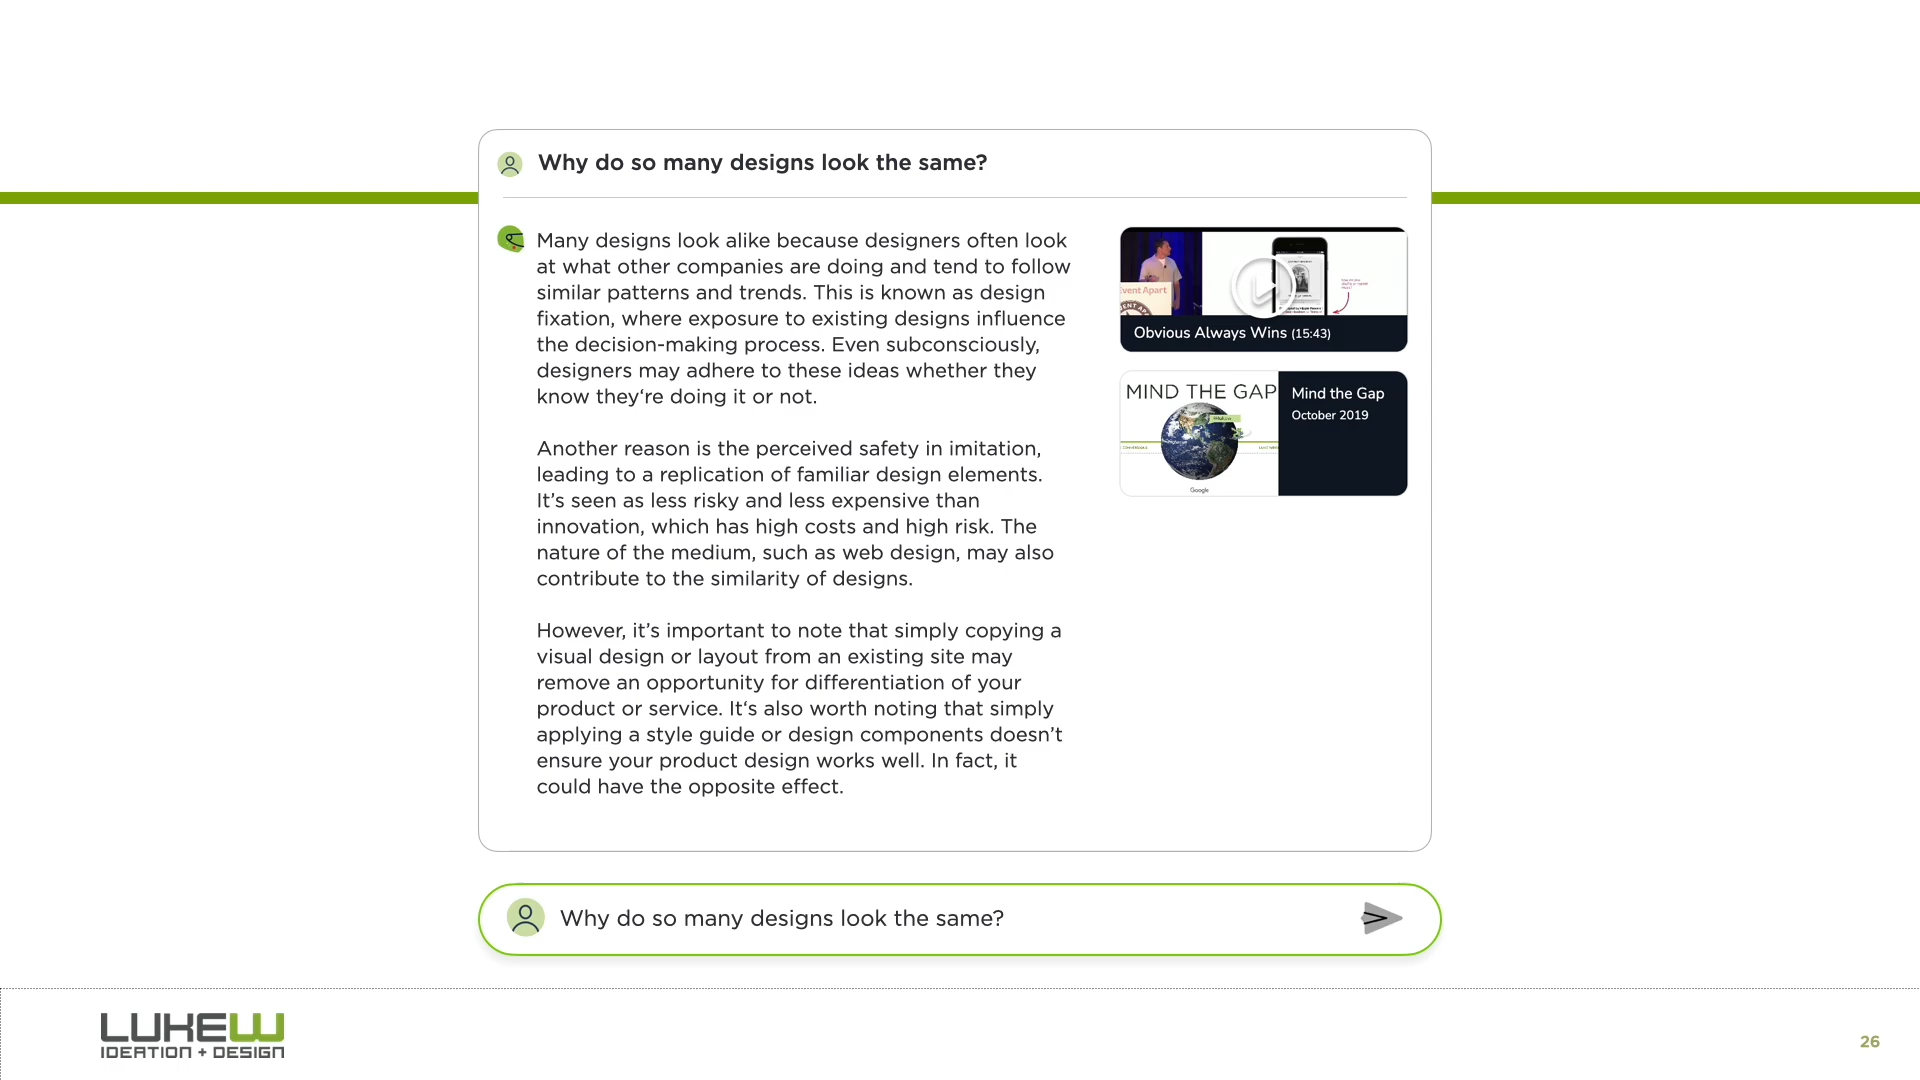 Why do so many designs look the same?
Many designs look alike because designers often look
at what other companies are doing and tend to follow
similar patterns and trends. This is known as design
fixation, where exposure to existing designs influence
the decision-making process. Even subconsciously,
designers may adhere to these ideas whether they
know they‘re doing it or not.
Another reason is the perceived safety in imitation,
leading to a replication of familiar design elements.
It’s seen as less risky and less expensive than
innovation, which has high costs and high risk. The
nature of the medium, such as web design, may also
contribute to the similarity of designs.
However, it’s important to note that simply copying a
visual design or layout from an existing site may
remove an opportunity for differentiation of your
product or service. It‘s also worth noting that simply
applying a style guide or design components doesn’t
ensure your product design works well. In fact, it
could have the opposite effect.
Event Apart
Obvious Always Wins (15:43)
MIND THE GAP
Google
Mind the Gap
October 2019
Why do so many designs look the same?
LUKEW
IDEATION + DESIGN
26